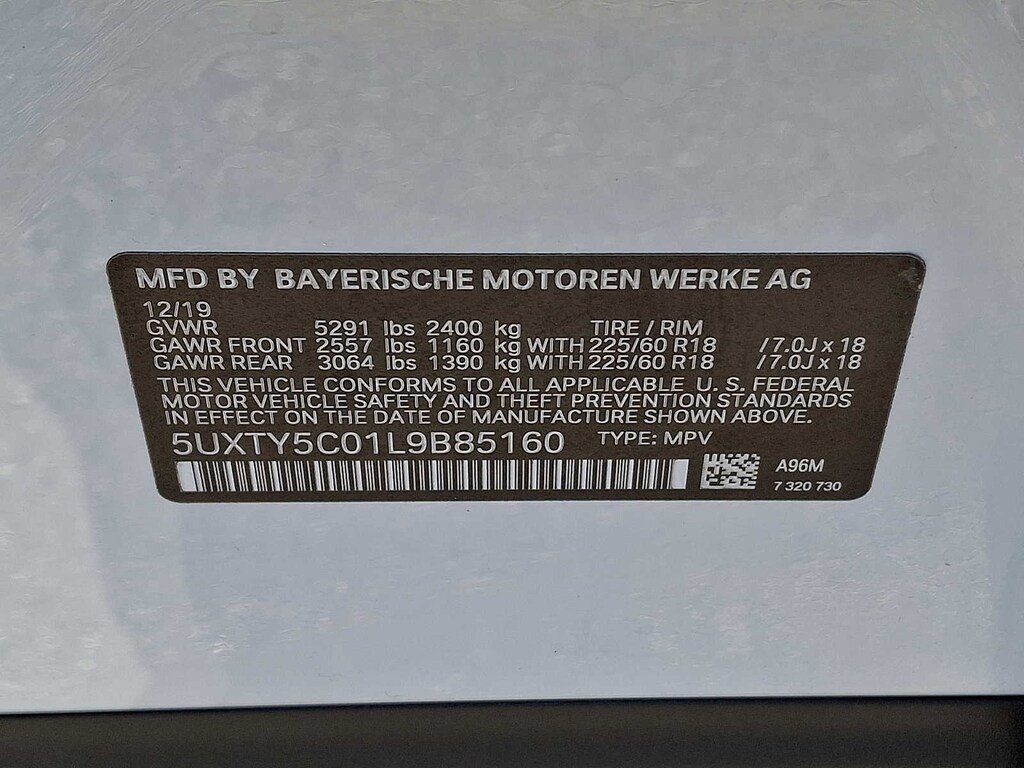 MFD BY BAYERISCHE MOTOREN WERKE AG
12/19
GVWR 5291 lbs 2400 kg TIRE / RIM
GAWR FRONT 2557 lbs 1160 kg WITH 225/60 R18 /7.0J x 18
GAWR REAR 3064 lbs 1390 kg WITH 225/60 R18 /7.0J x 18
THIS VEHICLE CONFORMS TO ALL APPLICABLE U. S. FEDERAL
MOTOR VEHICLE SAFETY AND THEFT PREVENTION STANDARDS
IN EFFECT ON THE DATE OF MANUFACTURE SHOWN ABOVE.
5UXTY5C01L9B85160 TYPE: MPV
A96M
7 320 730